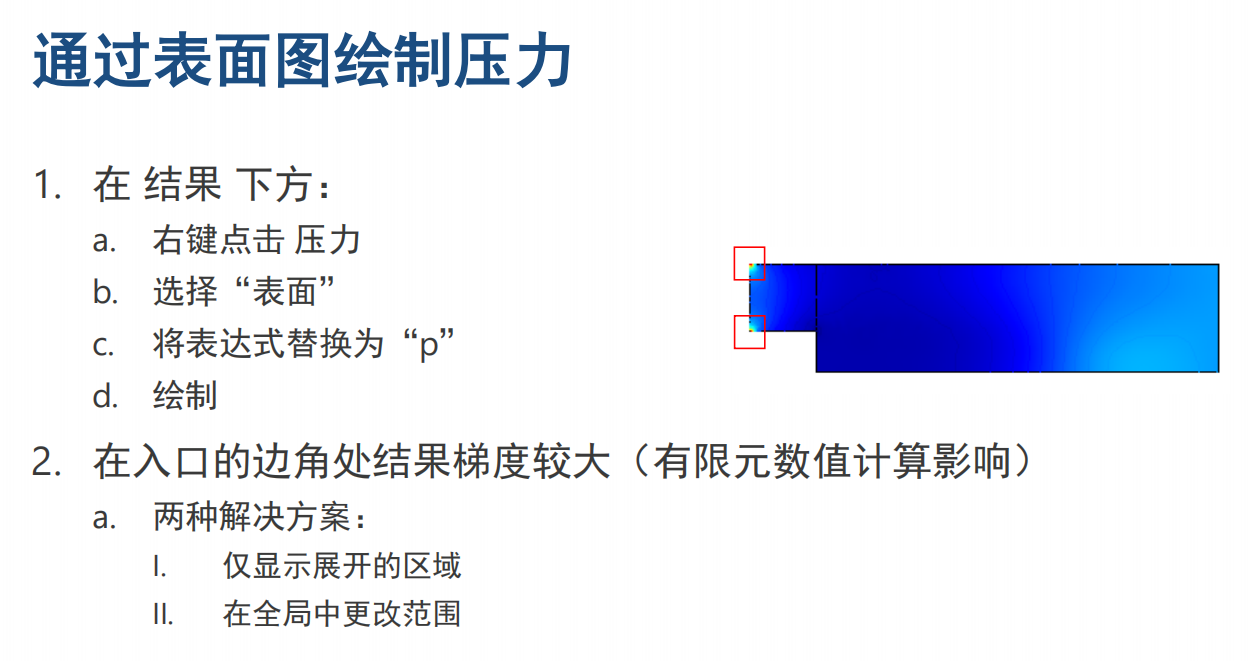 通过表面图绘制压力
1. 在 结果 下方：
a. 右键点击 压力
b. 选择“表面”
c. 将表达式替换为“p”
d. 绘制
2. 在入口的边角处结果梯度较大（有限元数值计算影响）
a. 两种解决方案：
I. 仅显示展开的区域
II. 在全局中更改范围